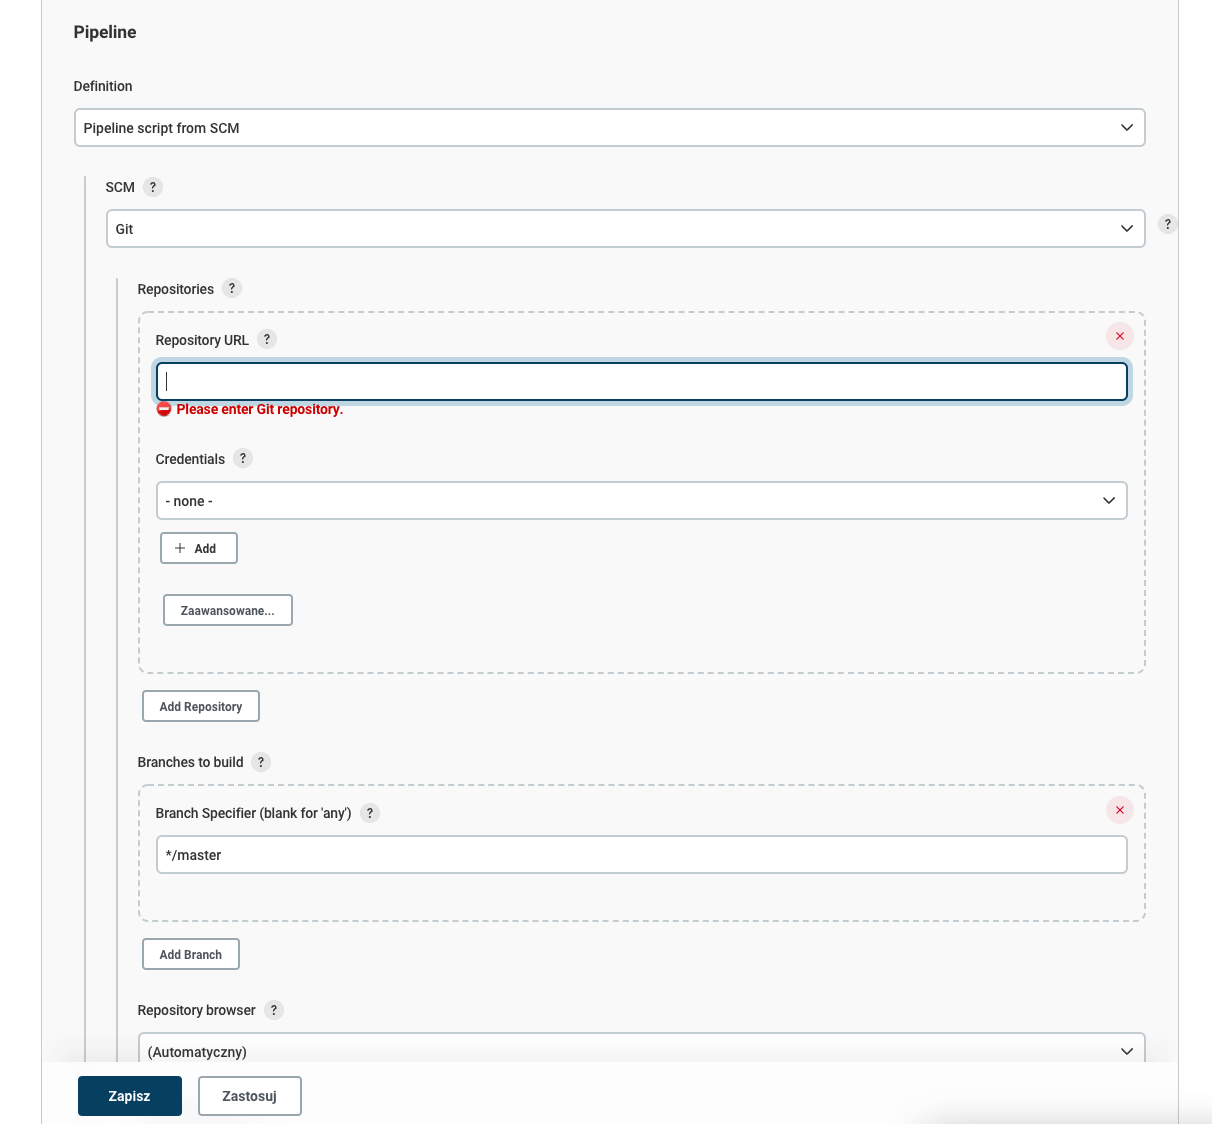 Pipeline
Definition
Pipeline script from SCM
SCM ?
Git
?
Repositories ?
Repository URL ?
Please enter Git repository.
Credentials ?
- none -
Add
Zaawansowane...
Add Repository
Branches to build ?
Branch Specifier (blank for 'any') ?
*/master
Add Branch
Repository browser ?
(Automatyczny)
Zapisz Zastosuj